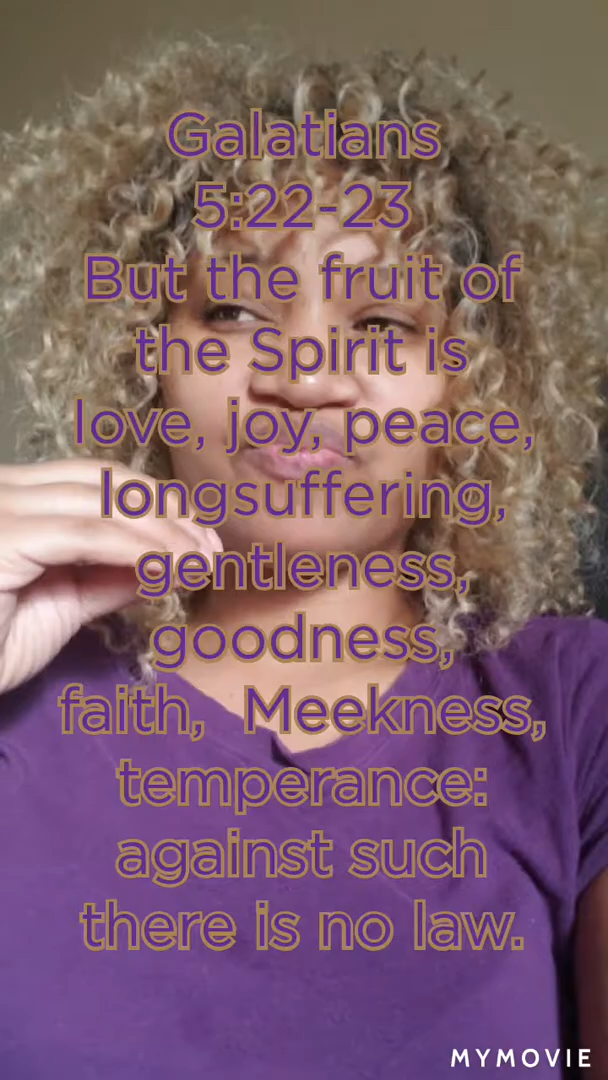 Galatians
5:22-23
But the fruit of
the Spirit is
love, joy, peace,
longsuffering,
gentleness,
goodness,
faith,  Meekness,
temperance:
against such
there is no law.
MYMOVIE